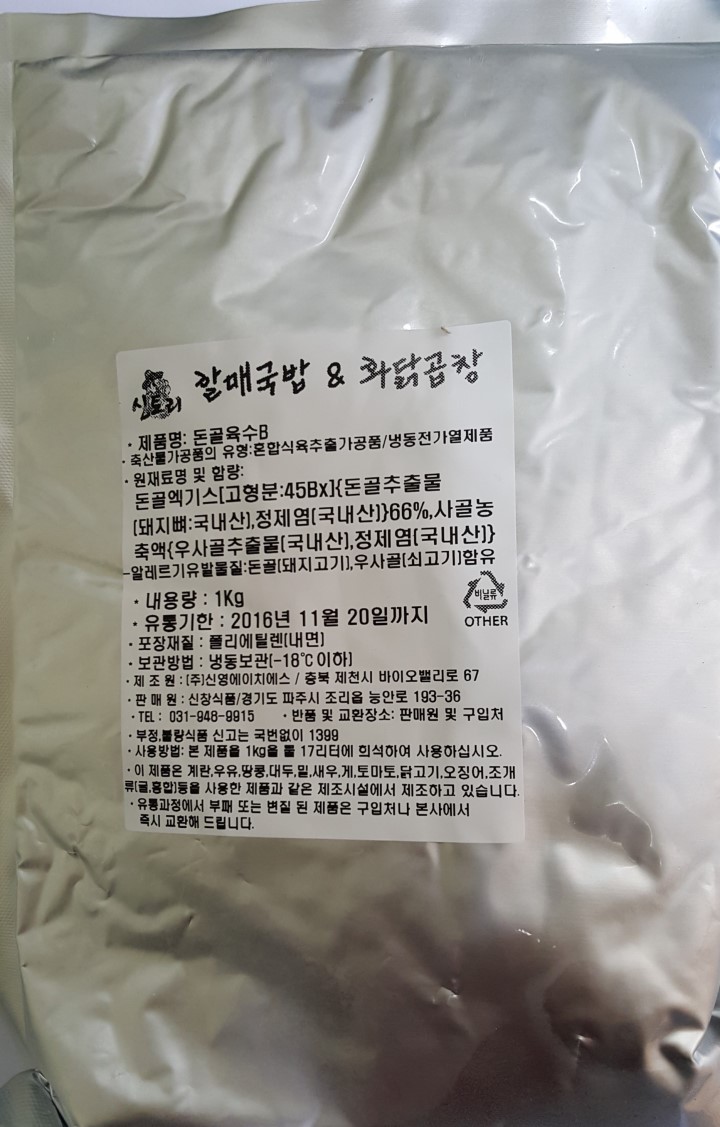 신토리 할매국밥 & 화닭곱창
· 제품명: 돈골육수B
· 축산물가공품의 유형:혼합식육추출가공품/냉동전가열제품
· 원재료명 및 함량:
돈골엑기스[고형분:45Bx]{돈골추출물
(돼지뼈:국내산),정제염(국내산)}66%,사골농
축액{우사골추출물(국내산),정제염(국내산)}
-알레르기유발물질:돈골(돼지고기),우사골(쇠고기)함유
비닐류
OTHER
* 내용량 : 1Kg
* 유통기한 : 2016년 11월 20일까지
· 포장재질 : 폴리에틸렌(내면)
· 보관방법 : 냉동보관(-18℃ 이하)
· 제 조 원 : (주)신영에이치에스 / 충북 제천시 바이오밸리로 67
· 판 매 원 : 신창식품/경기도 파주시 조리읍 능안로 193-36
· TEL : 031-948-9915 · 반품 및 교환장소: 판매원 및 구입처
· 부정,불량식품 신고는 국번없이 1399
· 사용방법: 본 제품을 1kg을 물 17리터에 희석하여 사용하십시오.
· 이 제품은 계란,우유,땅콩,대두,밀,새우,게,토마토,닭고기,오징어,조개
류(굴,홍합)등을 사용한 제품과 같은 제조시설에서 제조하고 있습니다.
· 유통과정에서 부패 또는 변질 된 제품은 구입처나 본사에서
즉시 교환해 드립니다.